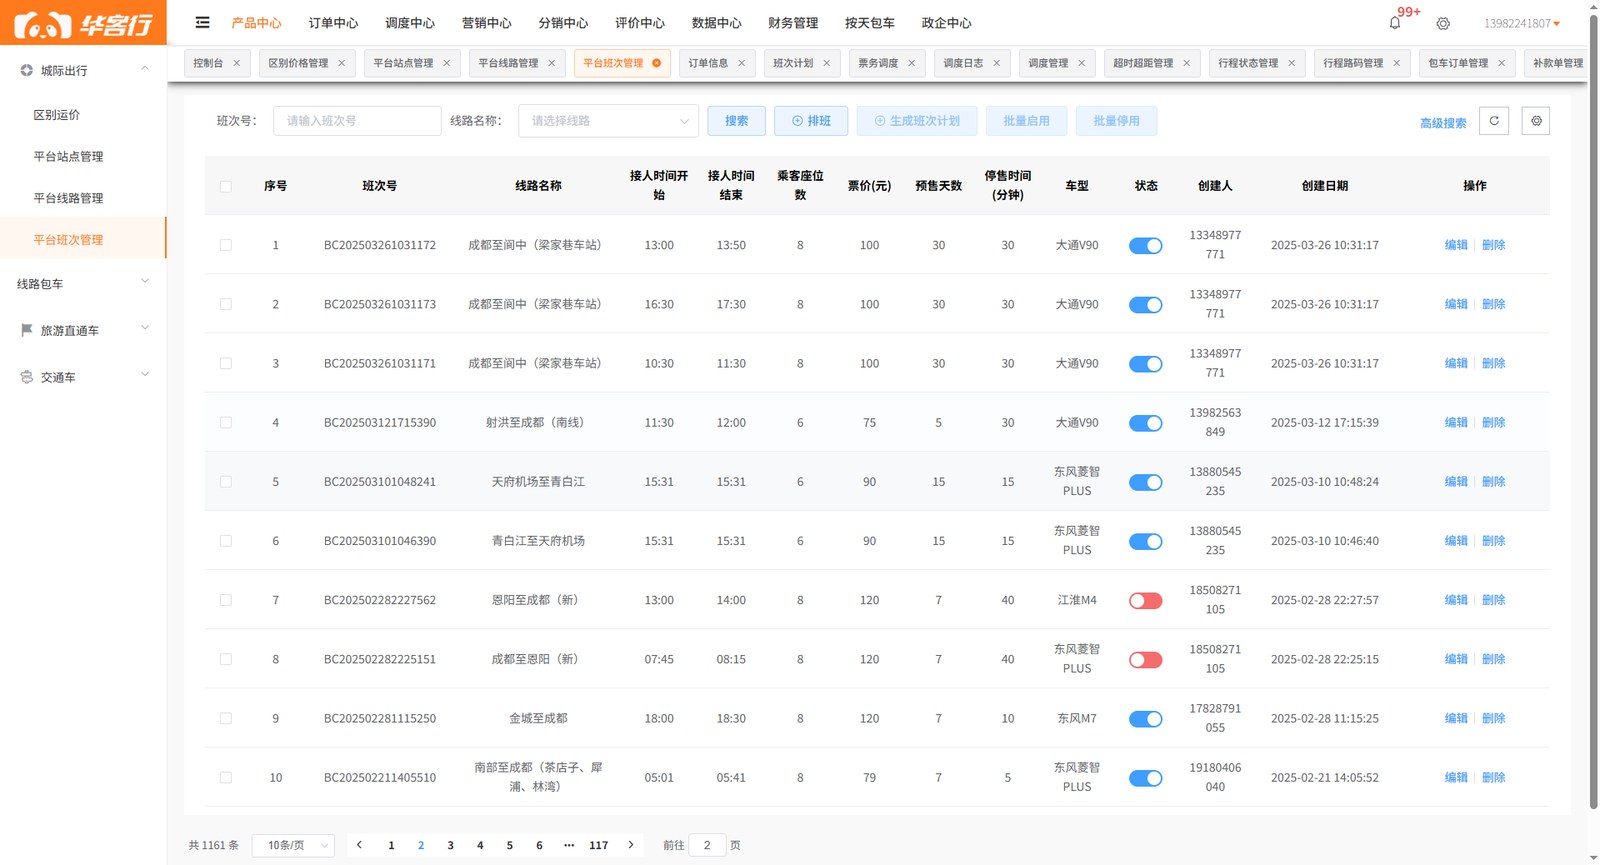 华客行
产品中心 订单中心 调度中心 营销中心 分销中心 评价中心 数据中心 财务管理 按天包车 政企中心
99+
13982241807
控制台 区别价格管理 平台站点管理 平台线路管理 平台班次管理 订单信息 班次计划 票务调度 调度日志 调度管理 超时超距管理 行程状态管理 行程路码管理 包车订单管理 补款单管理
城际出行
区别运价
平台站点管理
平台线路管理
平台班次管理
线路包车
旅游直通车
交通车
班次号： 请输入班次号 线路名称： 请选择线路 搜索 排班 生成班次计划 批量启用 批量停用 高级搜索
序号 班次号 线路名称 接人时间开始 接人时间结束 乘客座位数 票价(元) 预售天数 停售时间(分钟) 车型 状态 创建人 创建日期 操作
1 BC202503261031172 成都至阆中（梁家巷车站） 13:00 13:50 8 100 30 30 大通V90 13348977771 2025-03-26 10:31:17 编辑 删除
2 BC202503261031173 成都至阆中（梁家巷车站） 16:30 17:30 8 100 30 30 大通V90 13348977771 2025-03-26 10:31:17 编辑 删除
3 BC202503261031171 成都至阆中（梁家巷车站） 10:30 11:30 8 100 30 30 大通V90 13348977771 2025-03-26 10:31:17 编辑 删除
4 BC202503121715390 射洪至成都（南线） 11:30 12:00 6 75 5 30 大通V90 13982563849 2025-03-12 17:15:39 编辑 删除
5 BC202503101048241 天府机场至青白江 15:31 15:31 6 90 15 15 东风菱智PLUS 13880545235 2025-03-10 10:48:24 编辑 删除
6 BC202503101046390 青白江至天府机场 15:31 15:31 6 90 15 15 东风菱智PLUS 13880545235 2025-03-10 10:46:40 编辑 删除
7 BC202502282227562 恩阳至成都（新） 13:00 14:00 8 120 7 40 江淮M4 18508271105 2025-02-28 22:27:57 编辑 删除
8 BC202502282225151 成都至恩阳（新） 07:45 08:15 8 120 7 40 东风菱智PLUS 18508271105 2025-02-28 22:25:15 编辑 删除
9 BC202502281115250 金城至成都 18:00 18:30 8 120 7 10 东风M7 17828791055 2025-02-28 11:15:25 编辑 删除
10 BC202502211405510 南部至成都（茶店子、犀浦、林湾） 05:01 05:41 8 79 7 5 东风菱智PLUS 19180406040 2025-02-21 14:05:52 编辑 删除
共 1161 条 10条/页 1 2 3 4 5 6 ··· 117 前往 2 页